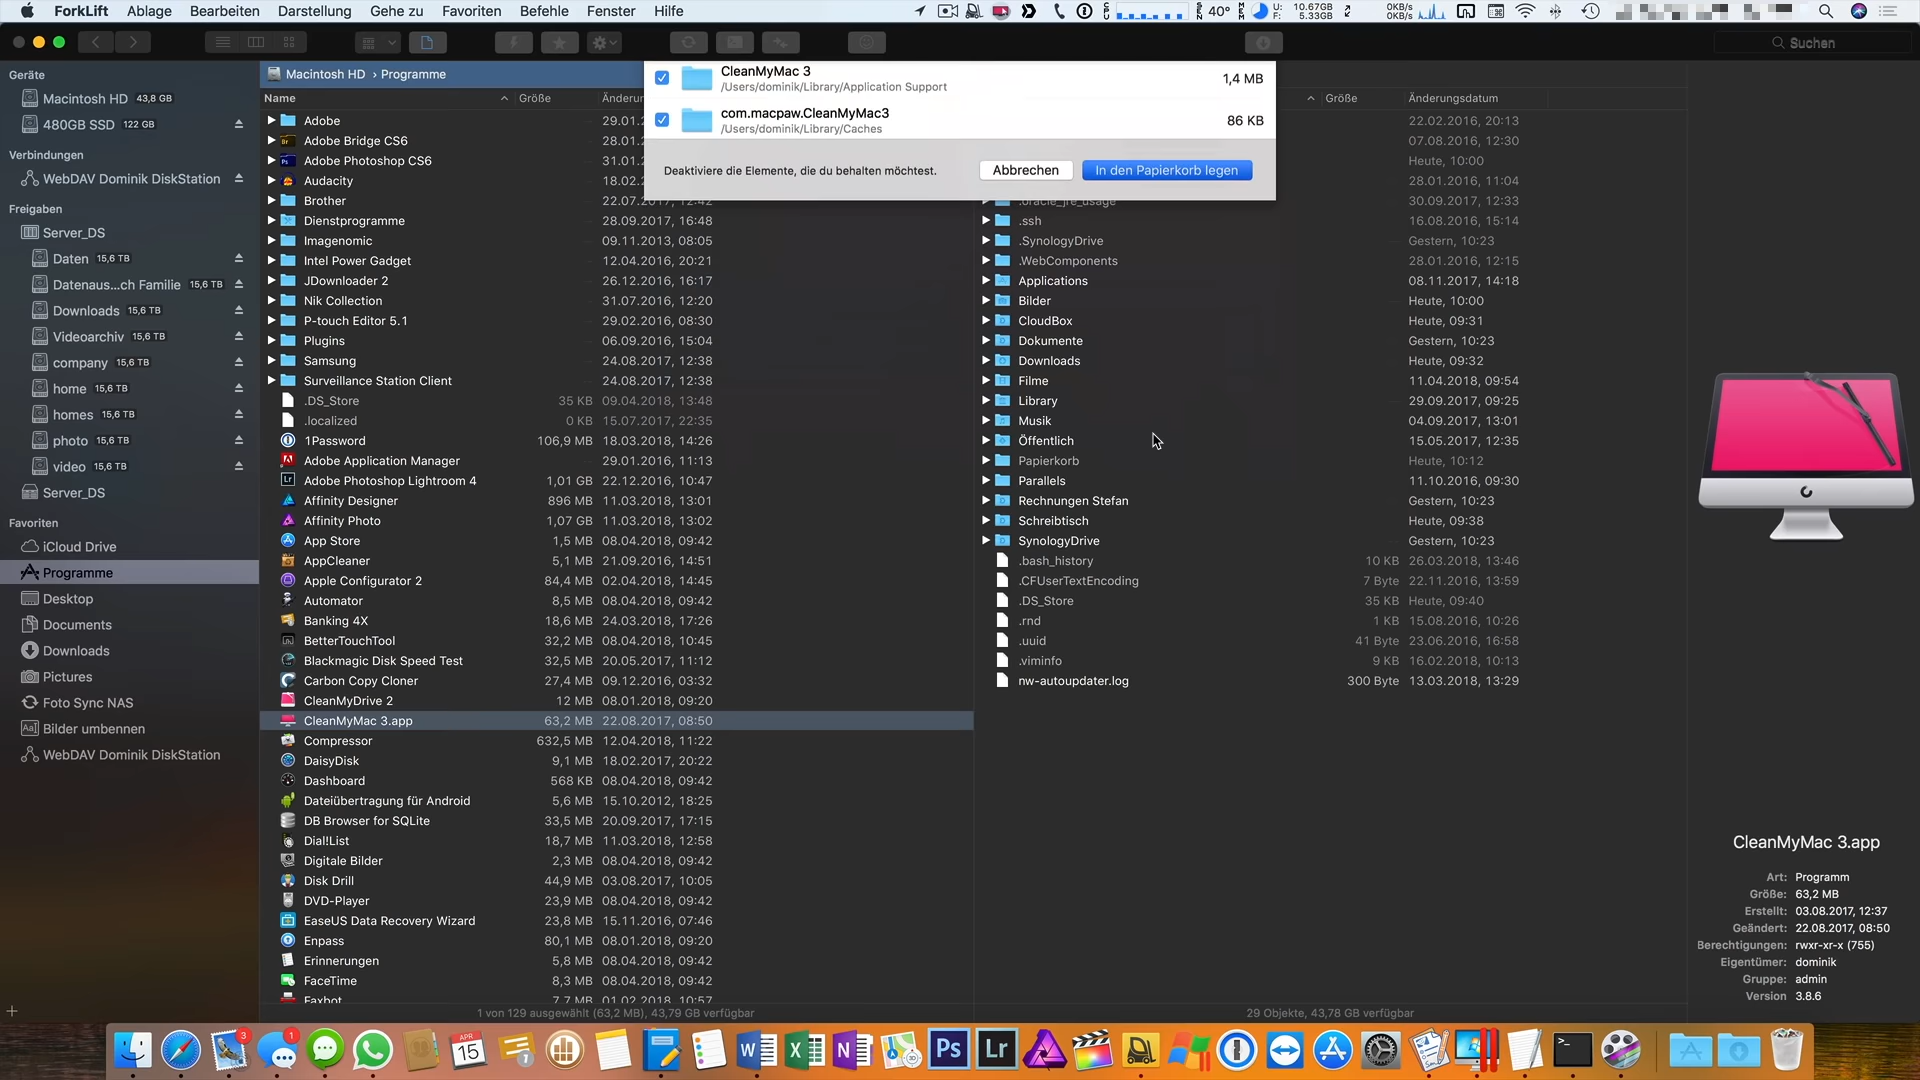 ForkLift Ablage Bearbeiten Darstellung Gehe zu Favoriten Befehle Fenster Hilfe
40° U: F: 10.67GB 5.33GB 0KB/s 0KB/s
Suchen
Geräte
Macintosh HD 43,8 GB
480GB SSD 122 GB
Verbindungen
WebDAV Dominik DiskStation
Freigaben
Server_DS
Daten 15,6 TB
Datenaus...ch Familie 15,6 TB
Downloads 15,6 TB
Videoarchiv 15,6 TB
company 15,6 TB
home 15,6 TB
homes 15,6 TB
photo 15,6 TB
video 15,6 TB
Server_DS
Favoriten
iCloud Drive
Programme
Desktop
Documents
Downloads
Pictures
Foto Sync NAS
Bilder umbennen
WebDAV Dominik DiskStation
Macintosh HD › Programme
Name Größe Änderun
Adobe 29.01.2
Adobe Bridge CS6 28.01.
Adobe Photoshop CS6 31.01.2
Audacity 18.02.
Brother 22.07.2017, 12:42
Dienstprogramme 28.09.2017, 16:48
Imagenomic 09.11.2013, 08:05
Intel Power Gadget 12.04.2016, 20:21
JDownloader 2 26.12.2016, 16:17
Nik Collection 31.07.2016, 12:20
P-touch Editor 5.1 29.02.2016, 08:30
Plugins 06.09.2016, 15:04
Samsung 24.08.2017, 12:38
Surveillance Station Client 24.08.2017, 12:38
.DS_Store 35 KB 09.04.2018, 13:48
.localized 0 KB 15.07.2017, 22:35
1Password 106,9 MB 18.03.2018, 14:26
Adobe Application Manager 29.01.2016, 11:13
Adobe Photoshop Lightroom 4 1,01 GB 22.12.2016, 10:47
Affinity Designer 896 MB 11.03.2018, 13:01
Affinity Photo 1,07 GB 11.03.2018, 13:02
App Store 1,5 MB 08.04.2018, 09:42
AppCleaner 5,1 MB 21.09.2016, 14:51
Apple Configurator 2 84,4 MB 02.04.2018, 14:45
Automator 8,5 MB 08.04.2018, 09:42
Banking 4X 18,6 MB 24.03.2018, 17:26
BetterTouchTool 32,2 MB 08.04.2018, 10:45
Blackmagic Disk Speed Test 32,5 MB 20.05.2017, 11:12
Carbon Copy Cloner 27,4 MB 09.12.2016, 03:32
CleanMyDrive 2 12 MB 08.01.2018, 09:20
CleanMyMac 3.app 63,2 MB 22.08.2017, 08:50
Compressor 632,5 MB 12.04.2018, 11:22
DaisyDisk 9,1 MB 18.02.2017, 20:22
Dashboard 568 KB 08.04.2018, 09:42
Dateiübertragung für Android 5,6 MB 15.10.2012, 18:25
DB Browser for SQLite 33,5 MB 20.09.2017, 17:15
Dial!List 18,7 MB 11.03.2018, 12:58
Digitale Bilder 2,3 MB 08.04.2018, 09:42
Disk Drill 44,9 MB 03.08.2017, 10:05
DVD-Player 23,9 MB 08.04.2018, 09:42
EaseUS Data Recovery Wizard 23,8 MB 15.11.2016, 07:46
Enpass 80,1 MB 08.01.2018, 09:20
Erinnerungen 5,8 MB 08.04.2018, 09:42
FaceTime 8,3 MB 08.04.2018, 09:42
Faxbot 7,7 MB 01.02.2018, 10:57
1 von 129 ausgewählt (63,2 MB), 43,79 GB verfügbar
CleanMyMac 3 1,4 MB
/Users/dominik/Library/Application Support
com.macpaw.CleanMyMac3 86 KB
/Users/dominik/Library/Caches
Deaktiviere die Elemente, die du behalten möchtest. Abbrechen In den Papierkorb legen
Größe Änderungsdatum
22.02.2016, 20:13
07.08.2016, 12:30
Heute, 10:00
28.01.2016, 11:04
.oracle_jre_usage 30.09.2017, 12:33
.ssh 16.08.2016, 15:14
.SynologyDrive Gestern, 10:23
.WebComponents 28.01.2016, 12:15
Applications 08.11.2017, 14:18
Bilder Heute, 10:00
CloudBox Heute, 09:31
Dokumente Gestern, 10:23
Downloads Heute, 09:32
Filme 11.04.2018, 09:54
Library 29.09.2017, 09:25
Musik 04.09.2017, 13:01
Öffentlich 15.05.2017, 12:35
Papierkorb Heute, 10:12
Parallels 11.10.2016, 09:30
Rechnungen Stefan Gestern, 10:23
Schreibtisch Heute, 09:38
SynologyDrive Gestern, 10:23
.bash_history 10 KB 26.03.2018, 13:46
.CFUserTextEncoding 7 Byte 22.11.2016, 13:59
.DS_Store 35 KB Heute, 09:40
.rnd 1 KB 15.08.2016, 10:26
.uuid 41 Byte 23.06.2016, 16:58
.viminfo 9 KB 16.02.2018, 10:13
nw-autoupdater.log 300 Byte 13.03.2018, 13:29
29 Objekte, 43,78 GB verfügbar
CleanMyMac 3.app
Art: Programm
Größe: 63,2 MB
Erstellt: 03.08.2017, 12:37
Geändert: 22.08.2017, 08:50
Berechtigungen: rwxr-xr-x (755)
Eigentümer: dominik
Gruppe: admin
Version 3.8.6
3 1 APR 15 7 W X N Ps Lr